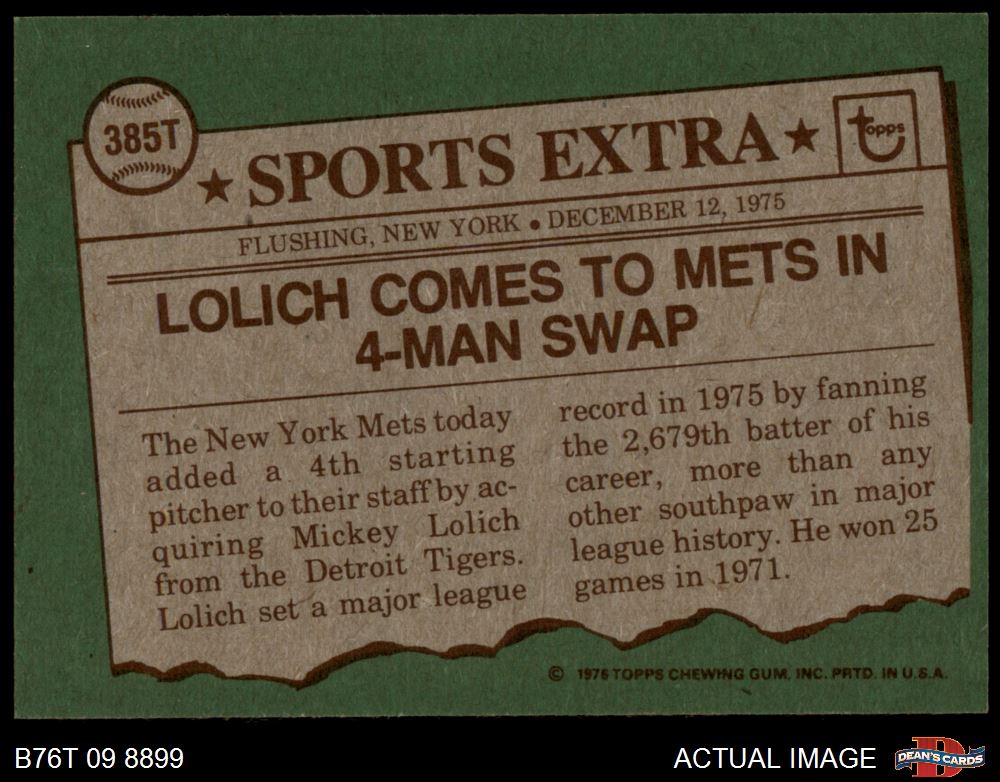 385T
★ SPORTS EXTRA ★
topps
FLUSHING, NEW YORK • DECEMBER 12, 1975
LOLICH COMES TO METS IN
4-MAN SWAP
The New York Mets today
added a 4th starting
pitcher to their staff by ac-
quiring Mickey Lolich
from the Detroit Tigers.
Lolich set a major league
record in 1975 by fanning
the 2,679th batter of his
career, more than any
other southpaw in major
league history. He won 25
games in 1971.
© 1976 TOPPS CHEWING GUM, INC. PRTD. IN U.S.A.
B76T 09 8899
ACTUAL IMAGE
D
DEAN'S CARDS